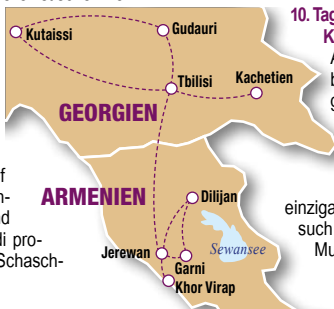 Kutaissi
Gudauri
10. Tag
K
A
b
g
Tbilisi
Kachetien
GEORGIEN
f
n-
d
di pro-
Schasch-
ARMENIEN
Dilijan
einziga
such
Mu
Jerewan
Sewansee
Garni
Khor Virap